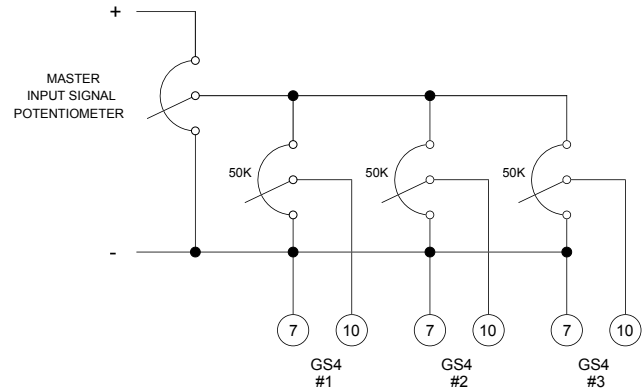 +
MASTER
INPUT SIGNAL
POTENTIOMETER
50K 50K 50K
-
7 10 7 10 7 10
GS4 GS4 GS4
#1 #2 #3